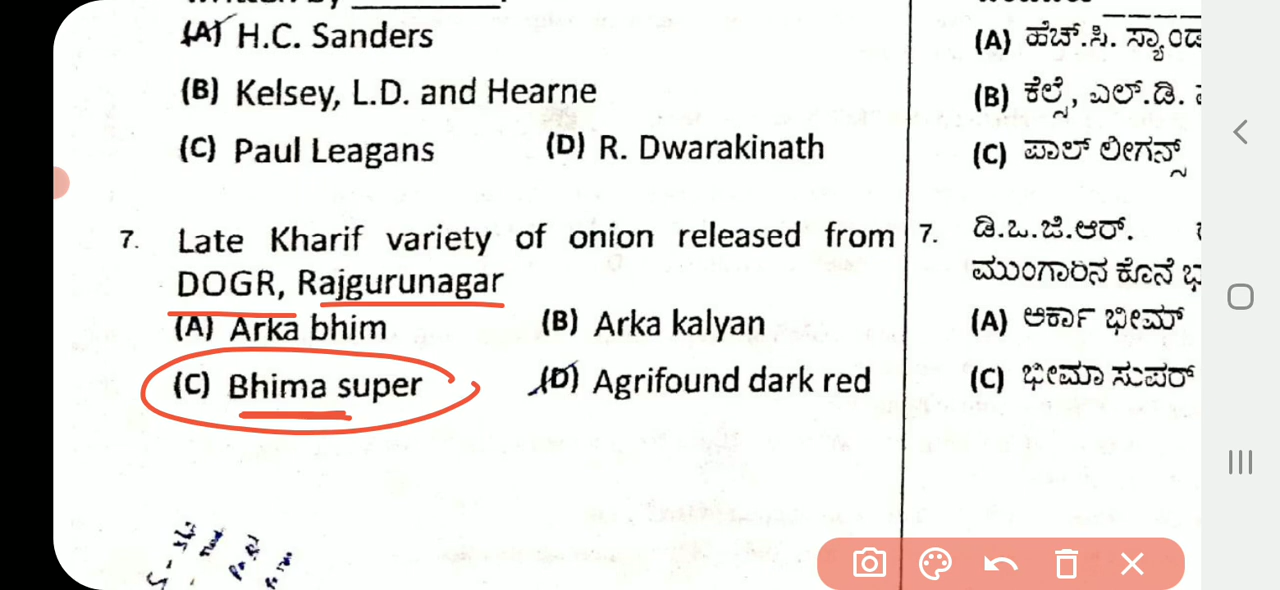 (A) H.C. Sanders
(B) Kelsey, L.D. and Hearne
(C) Paul Leagans (D) R. Dwarakinath
7. Late Kharif variety of onion released from
DOGR, Rajgurunagar
(A) Arka bhim (B) Arka kalyan
(C) Bhima super (D) Agrifound dark red
(A) ಹೆಚ್.ಸಿ.
(B) ಕೆಲ್ಸೆ, ಎಲ್.ಡಿ.
(C) ಪಾಲ್ ಲೀಗನ್ಸ್
7. ಡಿ.ಒ.ಜಿ.ಆರ್.
ಮುಂಗಾರಿನ ಕೊನೆ
(A) ಅರ್ಕಾ ಭೀಮ್
(C) ಭೀಮಾ ಸುಪರ್